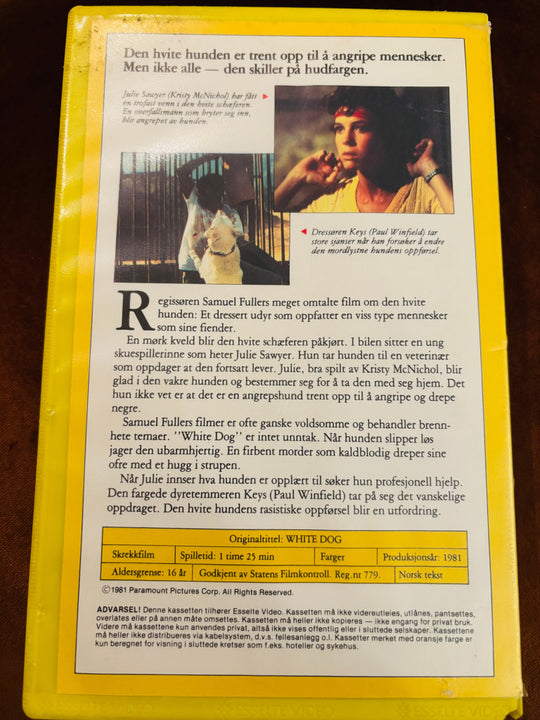 Den hvite hunden er trent opp til å angripe mennesker.
Men ikke alle — den skiller på hudfargen.
Julie Sawyer (Kristy McNichol) har fått
en trofast venn i den hvite schæferen.
En overfallsmann som bryter seg inn,
blir angrepet av hunden.
Dressøren Keys (Paul Winfield) tar
store sjanser når han forsøker å endre
den mordlystne hundens oppførsel.
Regissøren Samuel Fullers meget omtalte film om den hvite
hunden: Et dressert udyr som oppfatter en viss type mennesker
som sine fiender.
En mørk kveld blir den hvite schæferen påkjørt. I bilen sitter en ung
skuespillerinne som heter Julie Sawyer. Hun tar hunden til en veterinær
som oppdager at den fortsatt lever. Julie, bra spilt av Kristy McNichol, blir
glad i den vakre hunden og bestemmer seg for å ta den med seg hjem. Det
hun ikke vet er at det er en angrepshund trent opp til å angripe og drepe
negre.
Samuel Fullers filmer er ofte ganske voldsomme og behandler brenn-
hete temaer. ''White Dog'' er intet unntak. Når hunden slipper løs
jager den ubarmhjertig. En firbent morder som kaldblodig dreper sine
ofre med et hugg i strupen.
Når Julie innser hva hunden er opplært til søker hun profesjonell hjelp.
Den fargede dyretemmeren Keys (Paul Winfield) tar på seg det vanskelige
oppdraget. Den hvite hundens rasistiske oppførsel blir en utfordring.
Originaltittel: WHITE DOG
Skrekkfilm Spilletid: 1 time 25 min Farger Produksjonsår: 1981
Aldersgrense: 16 år Godkjent av Statens Filmkontroll. Reg.nr 779. Norsk tekst
©1981 Paramount Pictures Corp. All Rights Reserved.
ADVARSEL! Denne kassetten tilhører Esselte Video. Kassetten må ikke videreutleies, utlånes, pantsettes,
overlates eller på annen måte omsettes. Kassetten må heller ikke kopieres — ikke engang for privat bruk.
Videre må kassettene kun anvendes privat, altså ikke vises offentlig eller i sluttede selskaper. Kassettene
må heller ikke distribueres via kabelsystem, d.v.s. fellesanlegg o.l. Kassetter merket med oransje farge er
kun beregnet for visning i sluttede kretser som f.eks. hoteller og sykehus.
ESSELTE VIDEO ESSELTE VIDEO